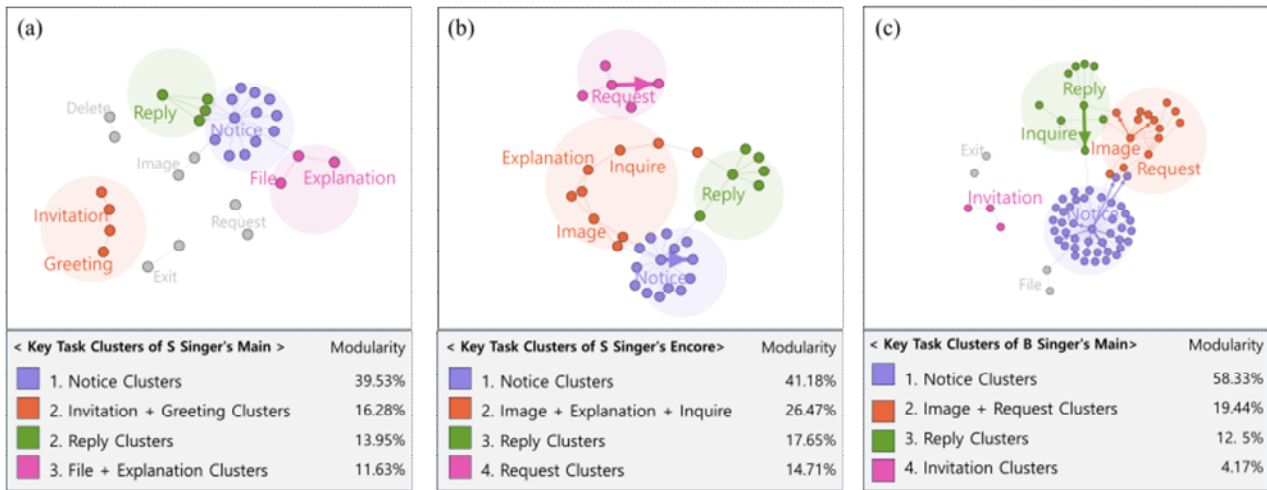 (a)
Delete
Reply
Notice
Image
File
Explanation
Invitation
Request
Greeting
Exit
< Key Task Clusters of S Singer's Main > Modularity
1. Notice Clusters 39.53%
2. Invitation + Greeting Clusters 16.28%
2. Reply Clusters 13.95%
3. File + Explanation Clusters 11.63%
(b)
Request
Explanation
Inquire
Reply
Image
Notice
< Key Task Clusters of S Singer's Encore> Modularity
1. Notice Clusters 41.18%
2. Image + Explanation + Inquire 26.47%
3. Reply Clusters 17.65%
4. Request Clusters 14.71%
(c)
Reply
Inquire
Image
Exit
Request
Invitation
Notice
File
< Key Task Clusters of B Singer's Main> Modularity
1. Notice Clusters 58.33%
2. Image + Request Clusters 19.44%
3. Reply Clusters 12. 5%
4. Invitation Clusters 4.17%